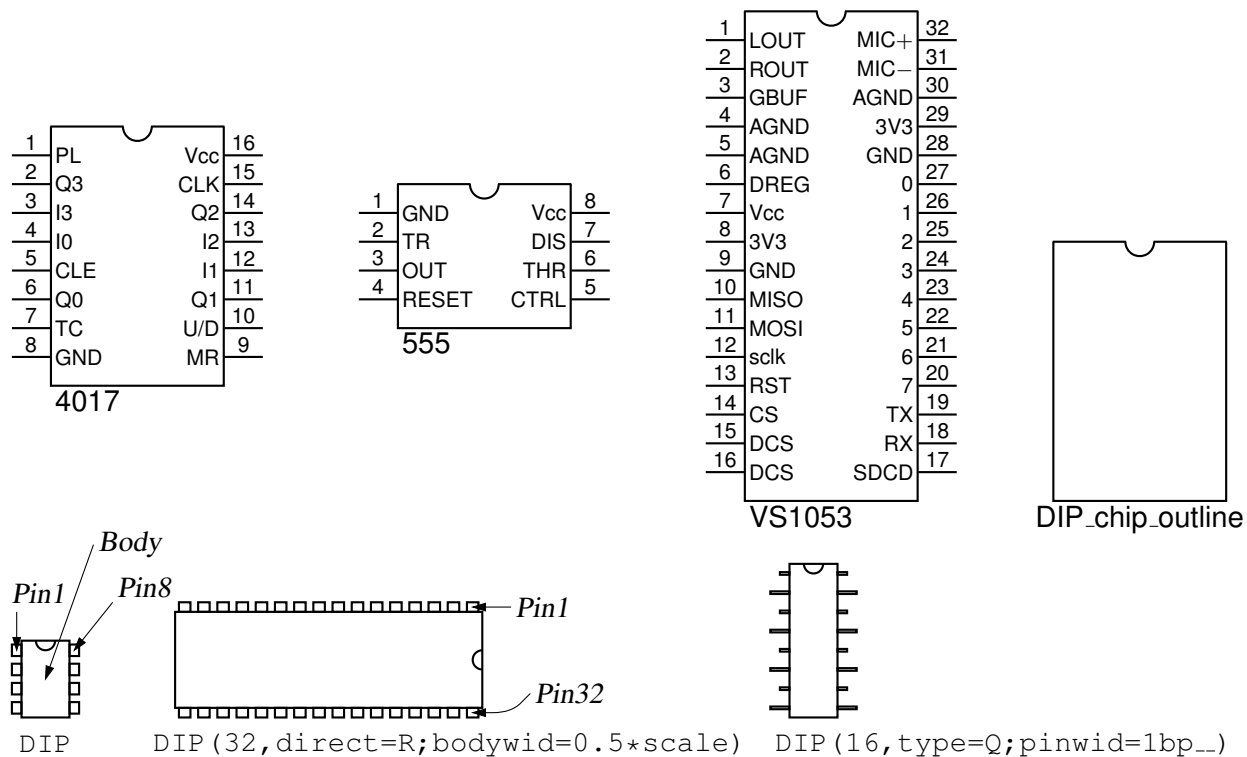 1 PL Vcc 16
2 Q3 CLK 15
3 I3 Q2 14
4 I0 I2 13
5 CLE I1 12
6 Q0 Q1 11
7 TC U/D 10
8 GND MR 9
4017
1 GND Vcc 8
2 TR DIS 7
3 OUT THR 6
4 RESET CTRL 5
555
1 LOUT MIC+ 32
2 ROUT MIC− 31
3 GBUF AGND 30
4 AGND 3V3 29
5 AGND GND 28
6 DREG 0 27
7 Vcc 1 26
8 3V3 2 25
9 GND 3 24
10 MISO 4 23
11 MOSI 5 22
12 sclk 6 21
13 RST 7 20
14 CS TX 19
15 DCS RX 18
16 DCS SDCD 17
VS1053
DIP_chip_outline
Body
Pin1 Pin8
DIP
Pin1
Pin32
DIP(32,direct=R;bodywid=0.5*scale)
DIP(16,type=Q;pinwid=1bp__)